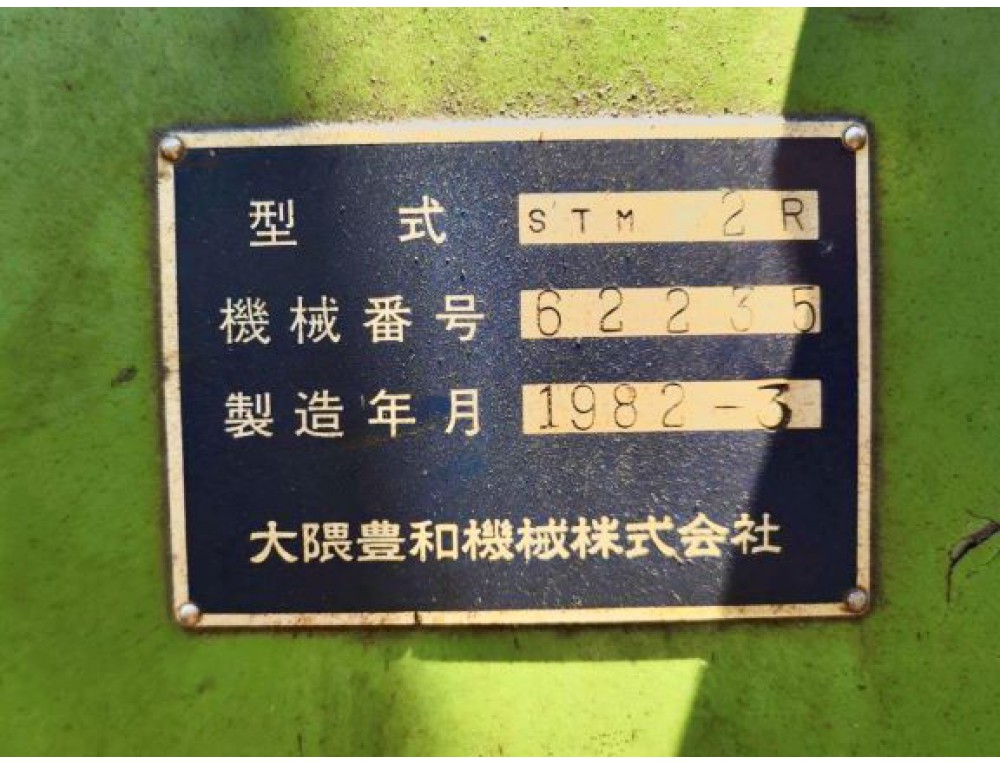 型式 STM 2R
機械番号 62235
製造年月 1982-3
大隈豊和機械株式会社